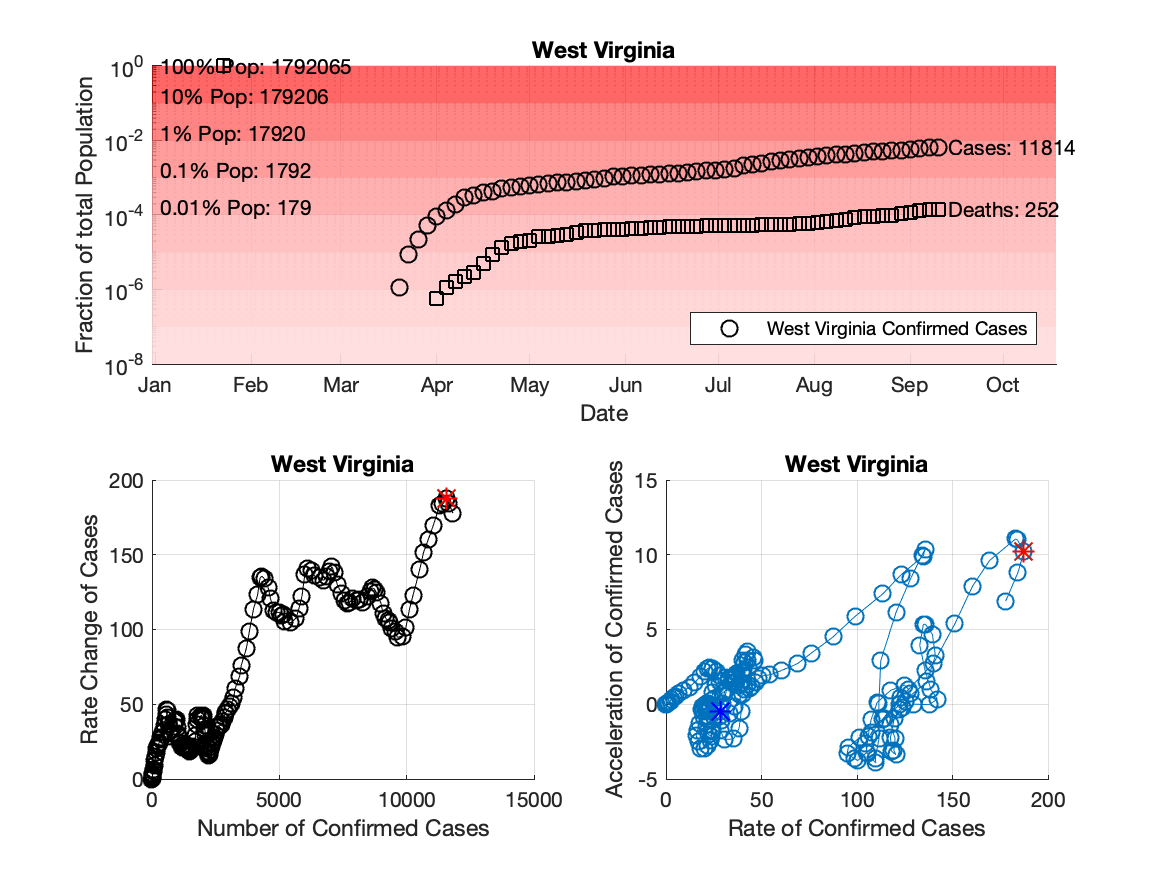 West Virginia
Fraction of total Population
10^0
10^-2
10^-4
10^-6
10^-8
100% Pop: 1792065
10% Pop: 179206
1% Pop: 17920
0.1% Pop: 1792
0.01% Pop: 179
Cases: 11814
Deaths: 252
West Virginia Confirmed Cases
Jan Feb Mar Apr May Jun Jul Aug Sep Oct
Date
West Virginia
Rate Change of Cases
200
150
100
50
0
0 5000 10000 15000
Number of Confirmed Cases
West Virginia
Acceleration of Confirmed Cases
15
10
5
0
-5
0 50 100 150 200
Rate of Confirmed Cases